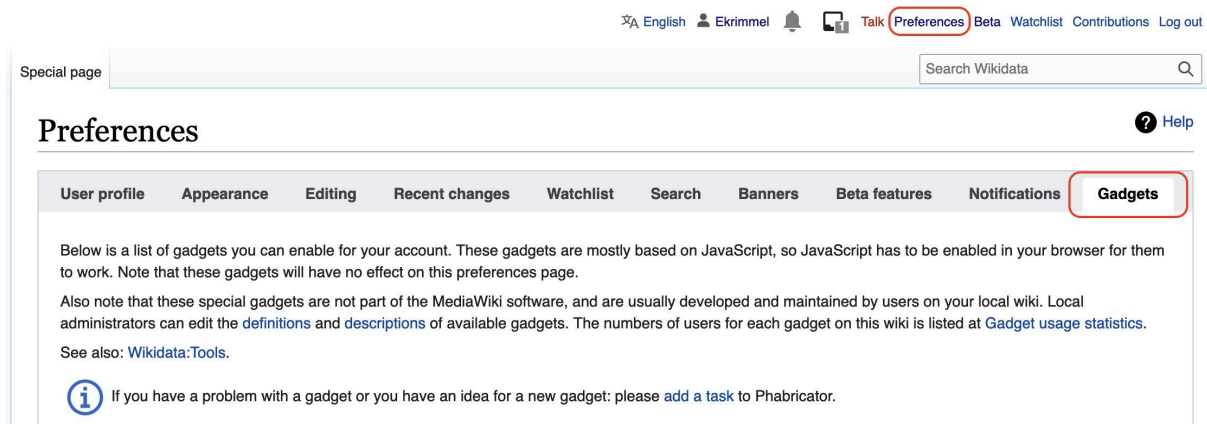 English Ekrimmel 1 Talk Preferences Beta Watchlist Contributions Log out
Special page
Search Wikidata
Preferences
Help
User profile Appearance Editing Recent changes Watchlist Search Banners Beta features Notifications Gadgets
Below is a list of gadgets you can enable for your account. These gadgets are mostly based on JavaScript, so JavaScript has to be enabled in your browser for them
to work. Note that these gadgets will have no effect on this preferences page.
Also note that these special gadgets are not part of the MediaWiki software, and are usually developed and maintained by users on your local wiki. Local
administrators can edit the definitions and descriptions of available gadgets. The numbers of users for each gadget on this wiki is listed at Gadget usage statistics.
See also: Wikidata:Tools.
If you have a problem with a gadget or you have an idea for a new gadget: please add a task to Phabricator.